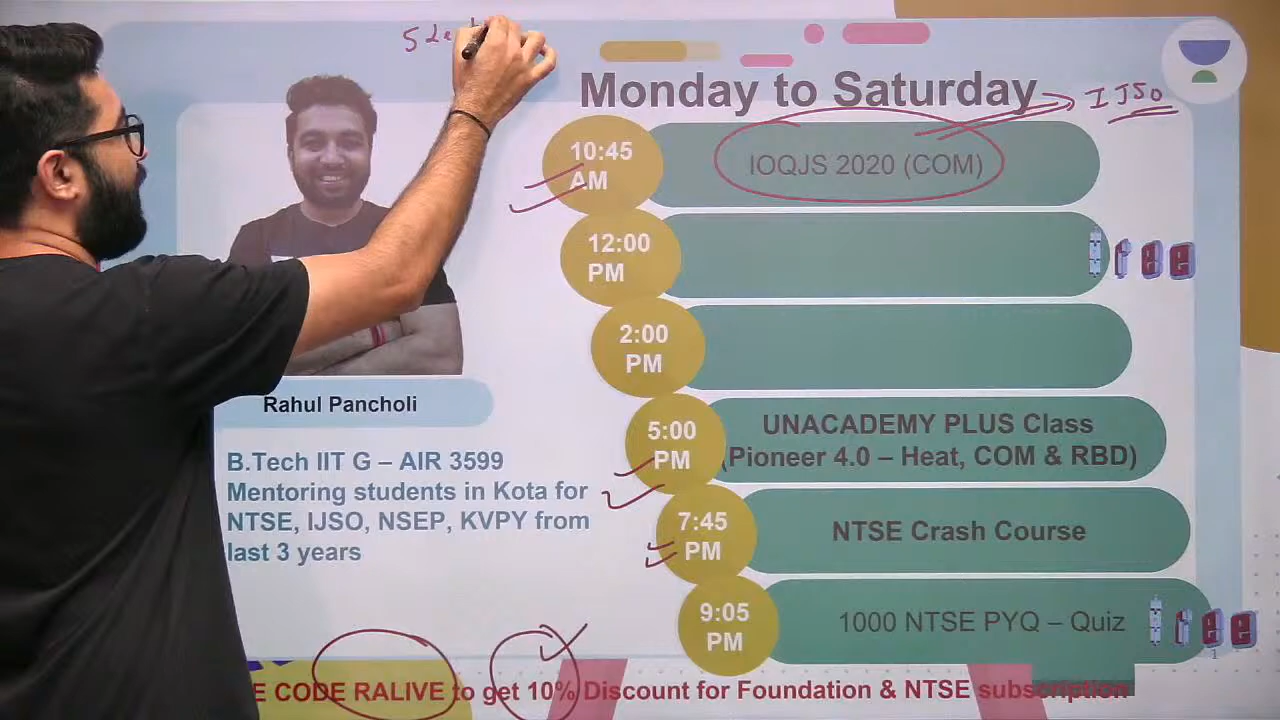 Monday to Saturday
IJSO
10:45 AM
IOQJS 2020 (COM)
12:00 PM
free
2:00 PM
5:00 PM
UNACADEMY PLUS Class
(Pioneer 4.0 – Heat, COM & RBD)
7:45 PM
NTSE Crash Course
9:05 PM
1000 NTSE PYQ – Quiz
free
1
Rahul Pancholi
B.Tech IIT G – AIR 3599
Mentoring students in Kota for
NTSE, IJSO, NSEP, KVPY from
last 3 years
E CODE RALIVE to get 10% Discount for Foundation & NTSE subscription